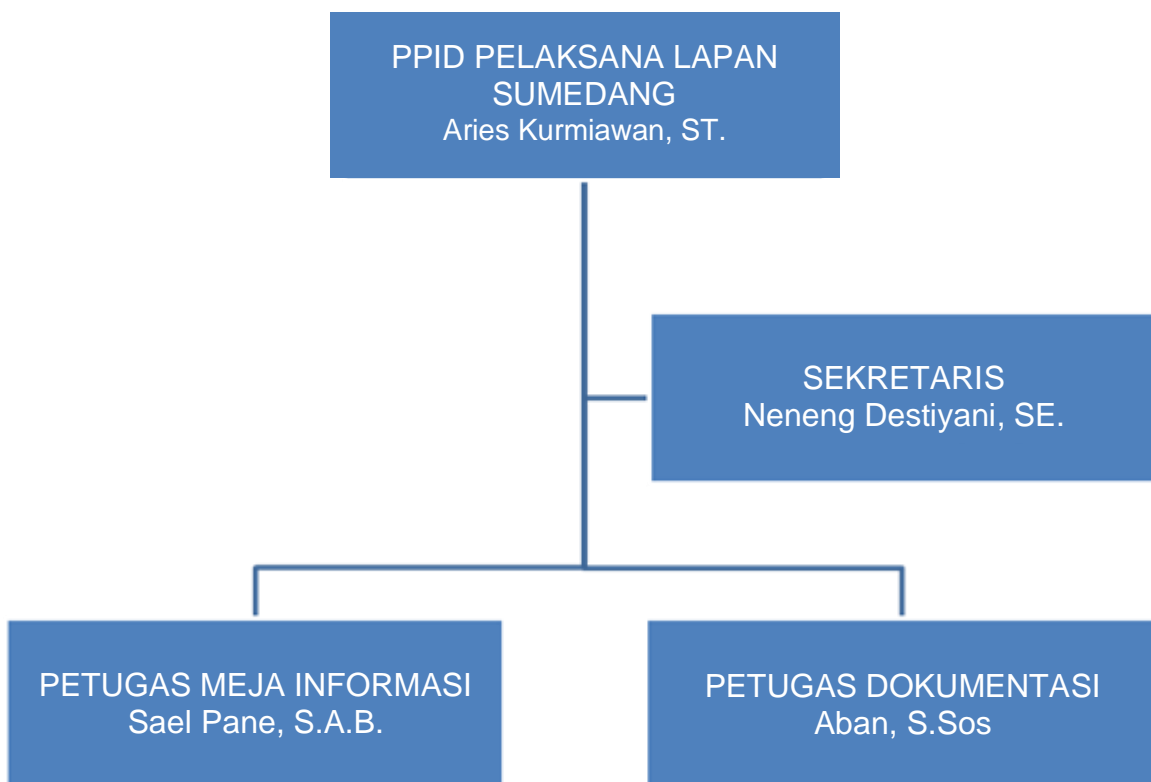 PPID PELAKSANA LAPAN
SUMEDANG
Aries Kurmiawan, ST.
SEKRETARIS
Neneng Destiyani, SE.
PETUGAS MEJA INFORMASI
Sael Pane, S.A.B.
PETUGAS DOKUMENTASI
Aban, S.Sos